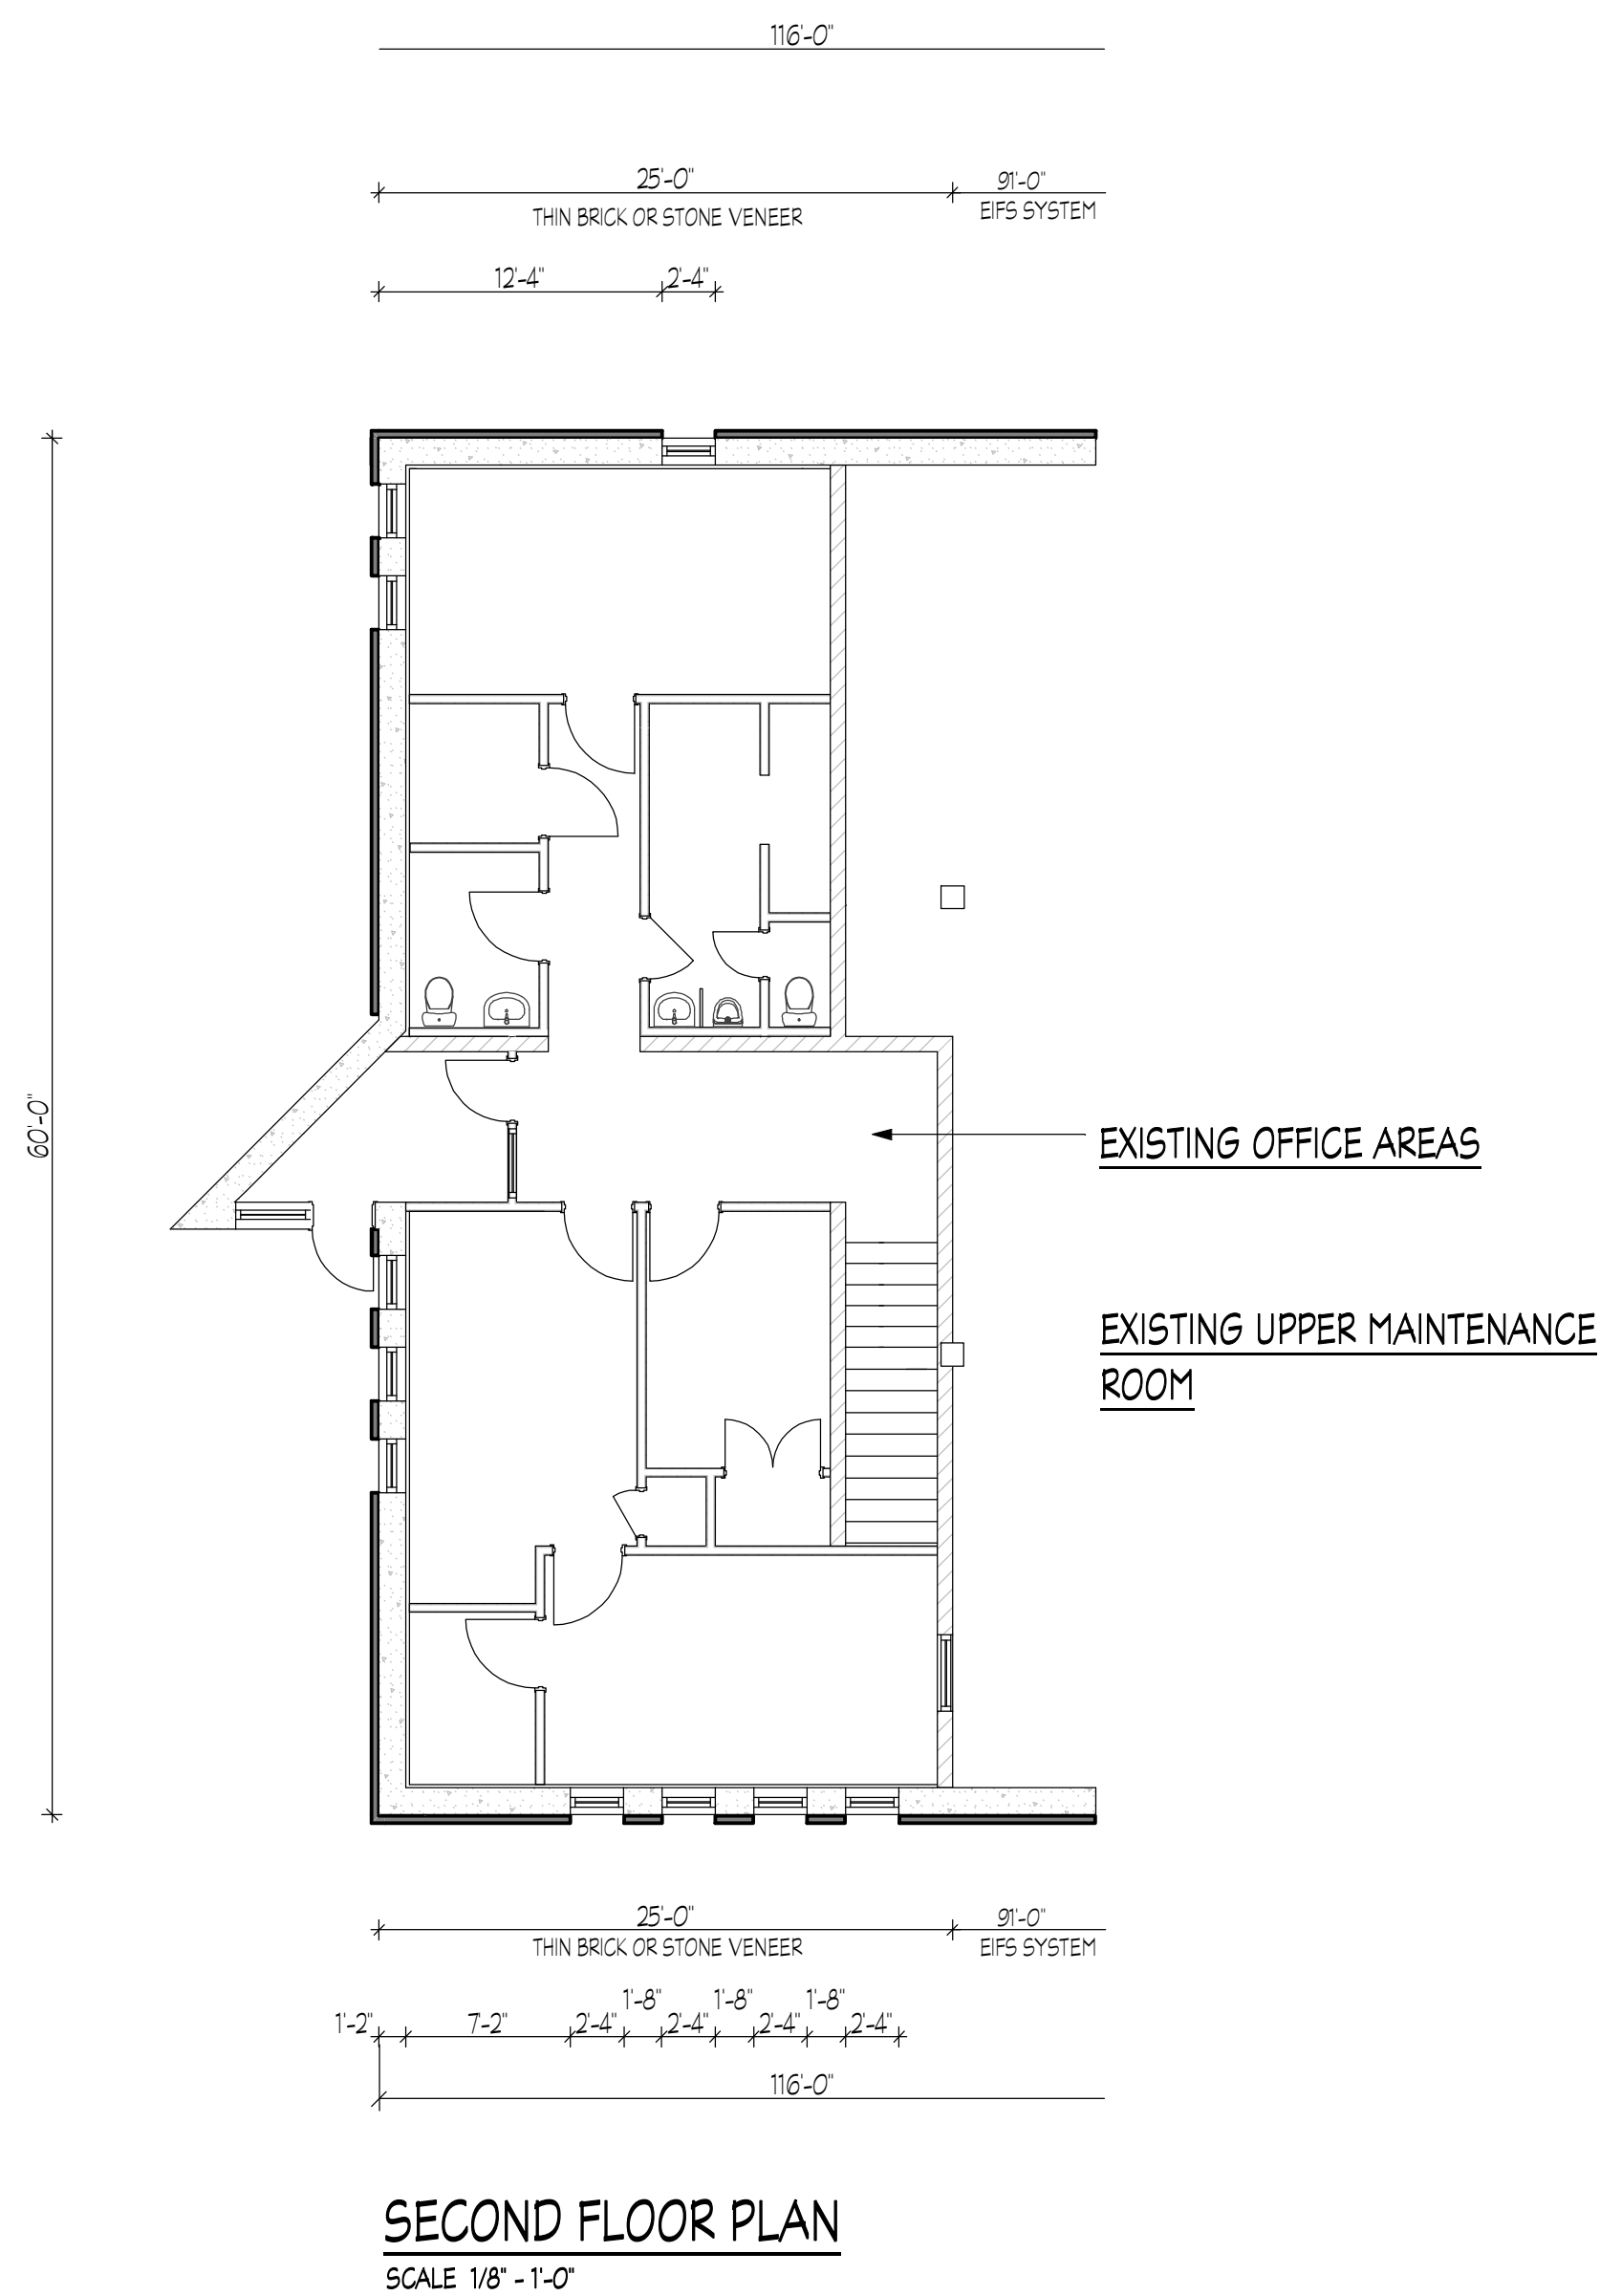 116'-0"
25'-0"
91'-0"
THIN BRICK OR STONE VENEER
EIFS SYSTEM
12'-4"
2'-4"
60'-0"
EXISTING OFFICE AREAS
EXISTING UPPER MAINTENANCE
ROOM
25'-0"
91'-0"
THIN BRICK OR STONE VENEER
EIFS SYSTEM
1'-8"
1'-8"
1'-8"
1'-2"
7'-2"
2'-4"
2'-4"
2'-4"
2'-4"
116'-0"
SECOND FLOOR PLAN
SCALE 1/8" - 1'-0"